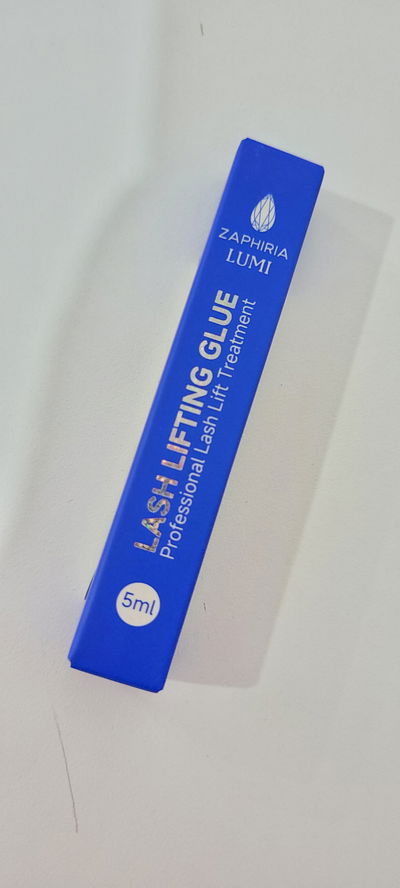 ZAPHIRIA
LUMI
LASH LIFTING GLUE
Professional Lash Lift Treatment
5ml